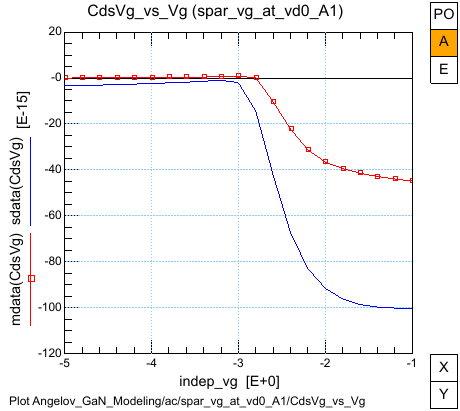 CdsVg_vs_Vg (spar_vg_at_vd0_A1)
PO
A
E
20
-0
-20
-40
-60
-80
-100
-120
mdata(CdsVg) sdata(CdsVg) [E-15]
-5 -4 -3 -2 -1
indep_vg [E+0]
X
Y
Plot Angelov_GaN_Modeling/ac/spar_vg_at_vd0_A1/CdsVg_vs_Vg